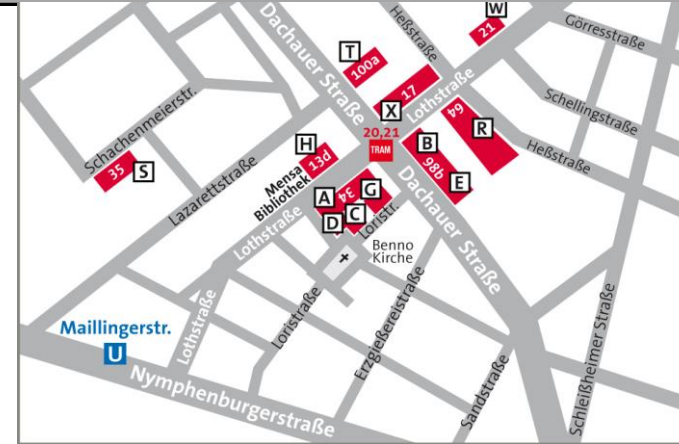 W
21
Görresstraße
Heßstraße
T
100a
Dachauer Straße
17
Lothstraße
X
64
Schellingstraße
R
Heßstraße
20,21
TRAM
B
98b
E
Schachenmeierstr.
35
S
H
13d
Mensa
Bibliothek
Lazarettstraße
A
34
G
D
C
Loristr.
Dachauer Straße
Lothstraße
Benno
Kirche
Lothstraße
Loristraße
Erzgießereistraße
Sandstraße
Schleißheimer Straße
Maillingerstr.
U
Nymphenburgerstraße